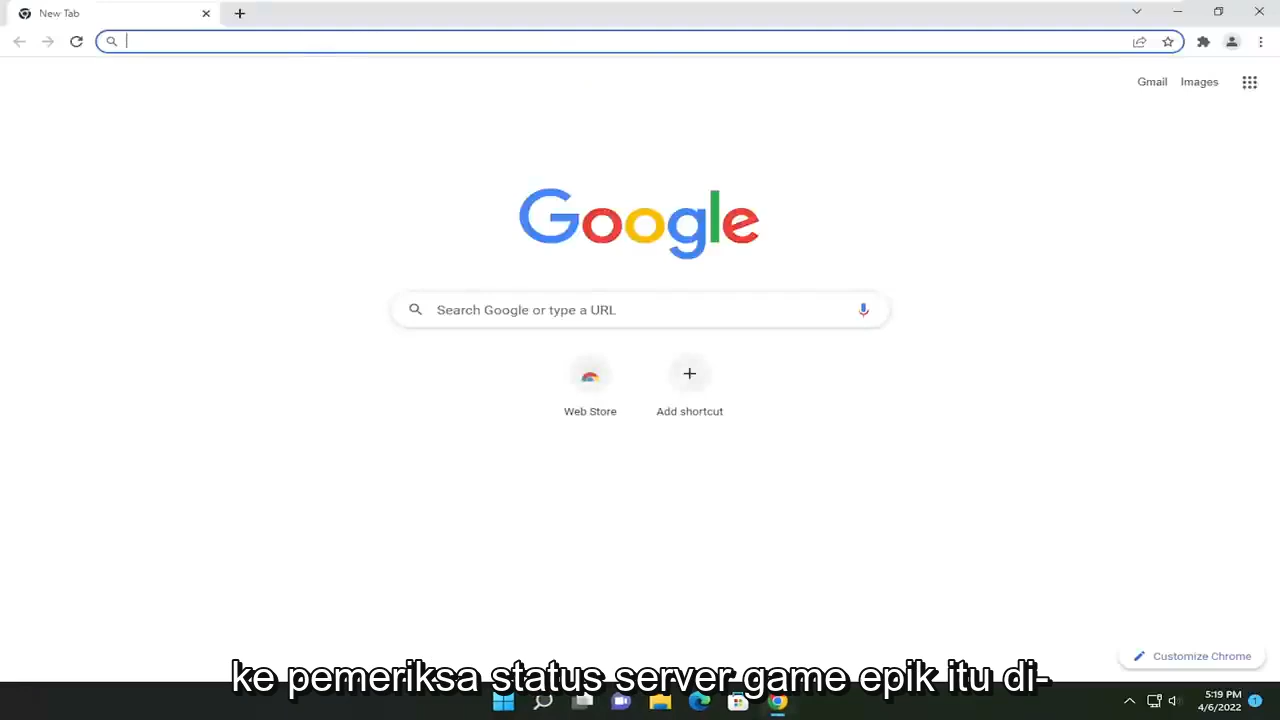 New Tab
Gmail Images
Google
Search Google or type a URL
Web Store Add shortcut
Customize Chrome
ke pemeriksa status server game epik itu di-
5:19 PM
4/6/2022
1